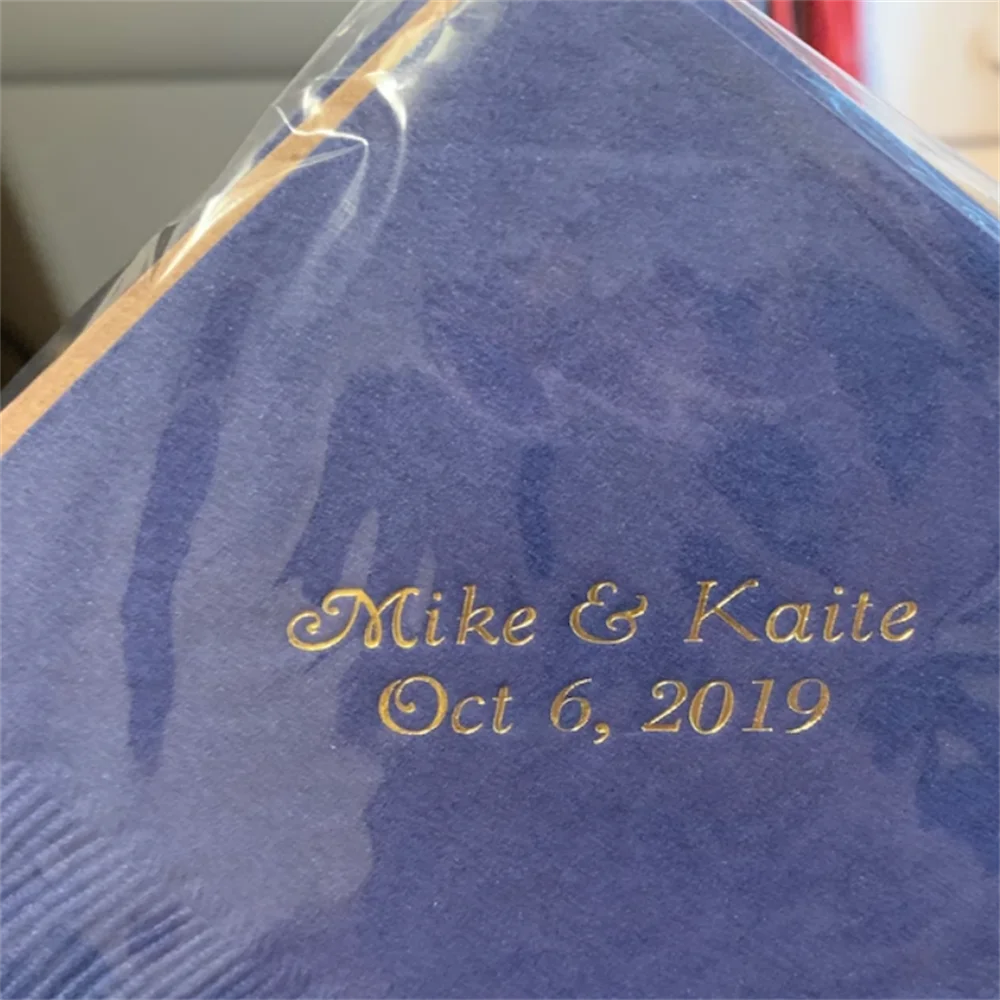 Mike & Kaite
Oct 6, 2019